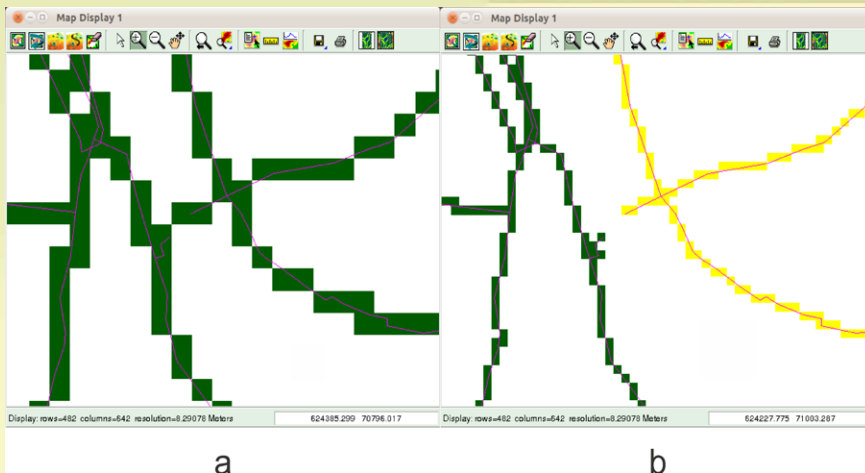 Map Display 1
Map Display 1
Display: rows=482 columns=642 resolution=8.29078 Meters
624385.299 70796.017
Display: rows=482 columns=642 resolution=8.29078 Meters
624227.775 71003.287
a
b